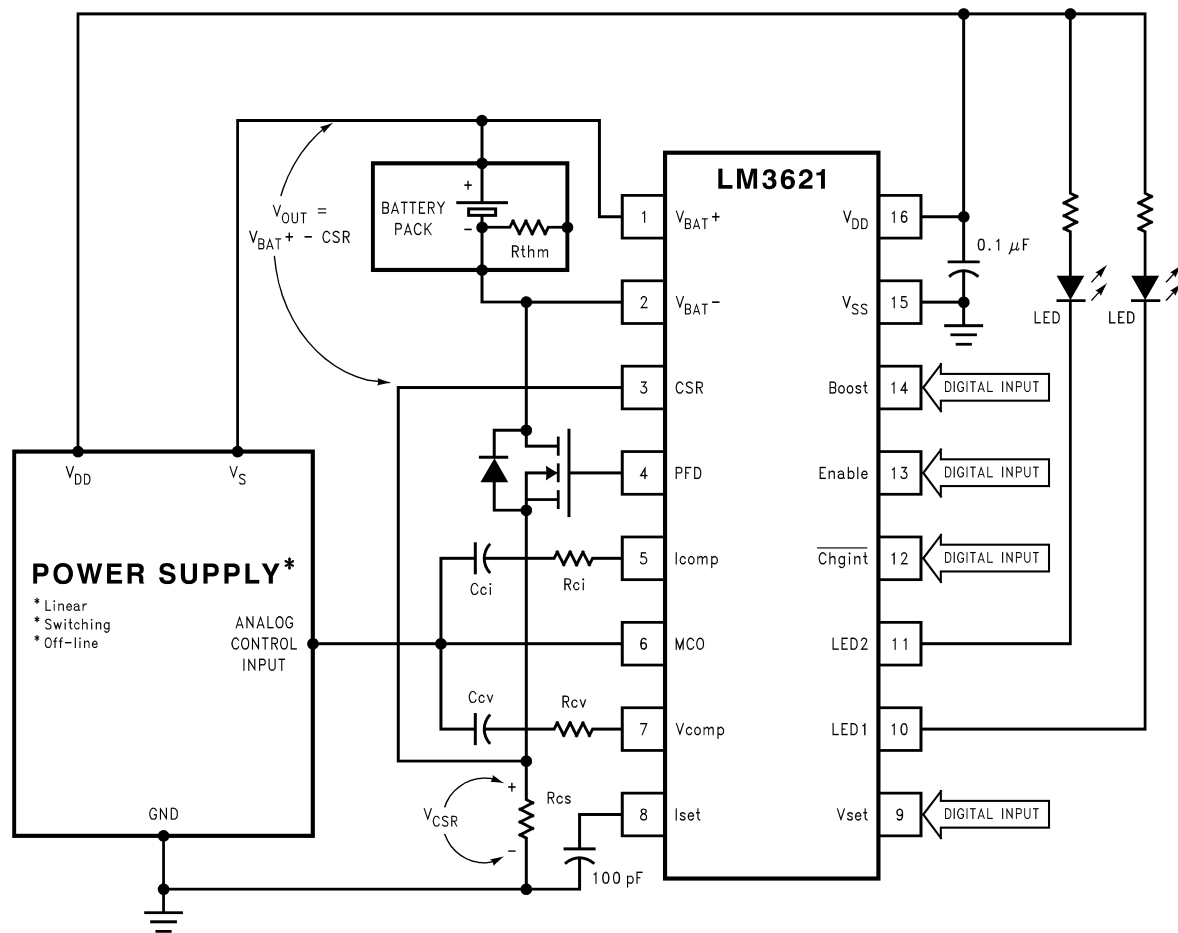 LM3621
V_OUT =
V_BAT+ - CSR
BATTERY
PACK
+
-
Rthm
1 V_BAT+
2 V_BAT-
3 CSR
4 PFD
5 Icomp
6 MCO
7 Vcomp
8 Iset
V_DD 16
V_SS 15
Boost 14
Enable 13
Chgint 12
LED2 11
LED1 10
Vset 9
0.1 μF
LED
LED
DIGITAL INPUT
DIGITAL INPUT
DIGITAL INPUT
DIGITAL INPUT
V_DD
V_S
POWER SUPPLY*
* Linear
* Switching
* Off-line
ANALOG
CONTROL
INPUT
GND
Cci
Rci
Ccv
Rcv
+
V_CSR
-
Rcs
100 pF